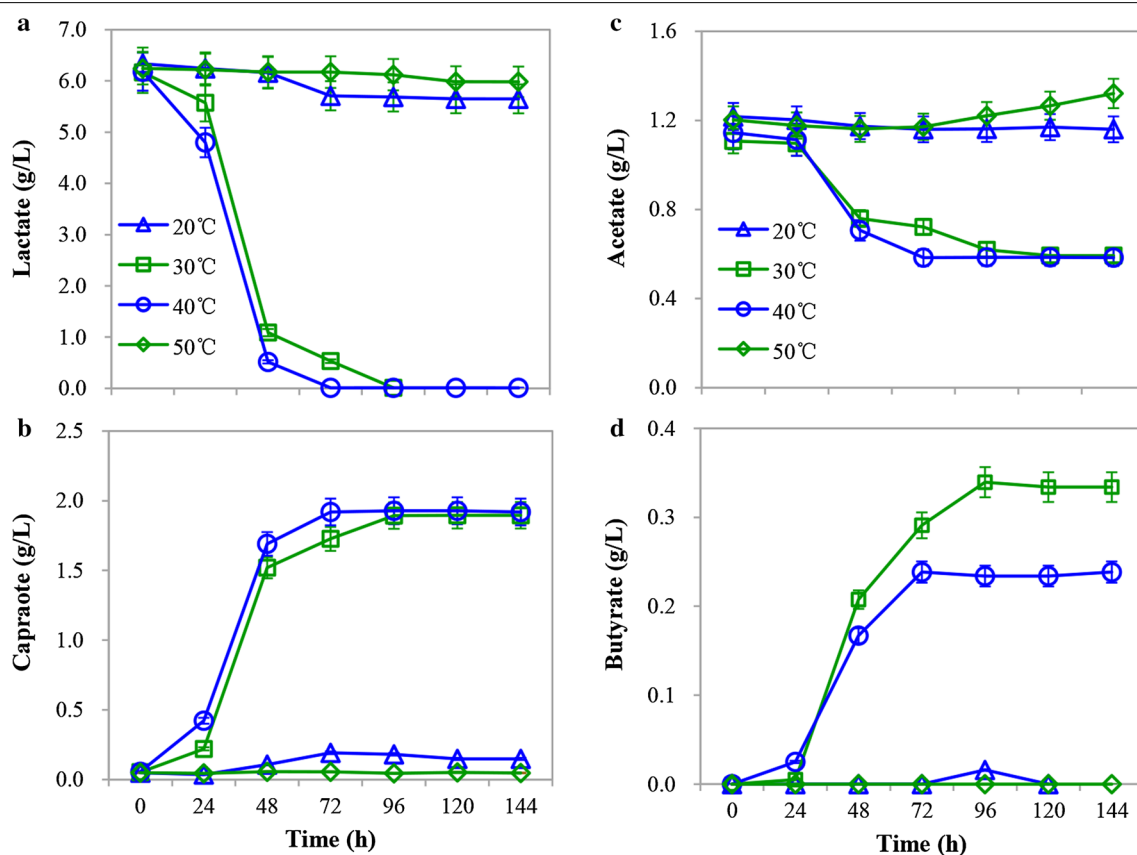 a
7.0
6.0
5.0
4.0
3.0
2.0
1.0
0.0
Lactate (g/L)
20℃
30℃
40℃
50℃
c
1.6
1.2
0.8
0.4
0.0
Acetate (g/L)
20℃
30℃
40℃
50℃
b
2.5
2.0
1.5
1.0
0.5
0.0
Capraote (g/L)
0 24 48 72 96 120 144
Time (h)
d
0.4
0.3
0.2
0.1
0.0
Butyrate (g/L)
0 24 48 72 96 120 144
Time (h)